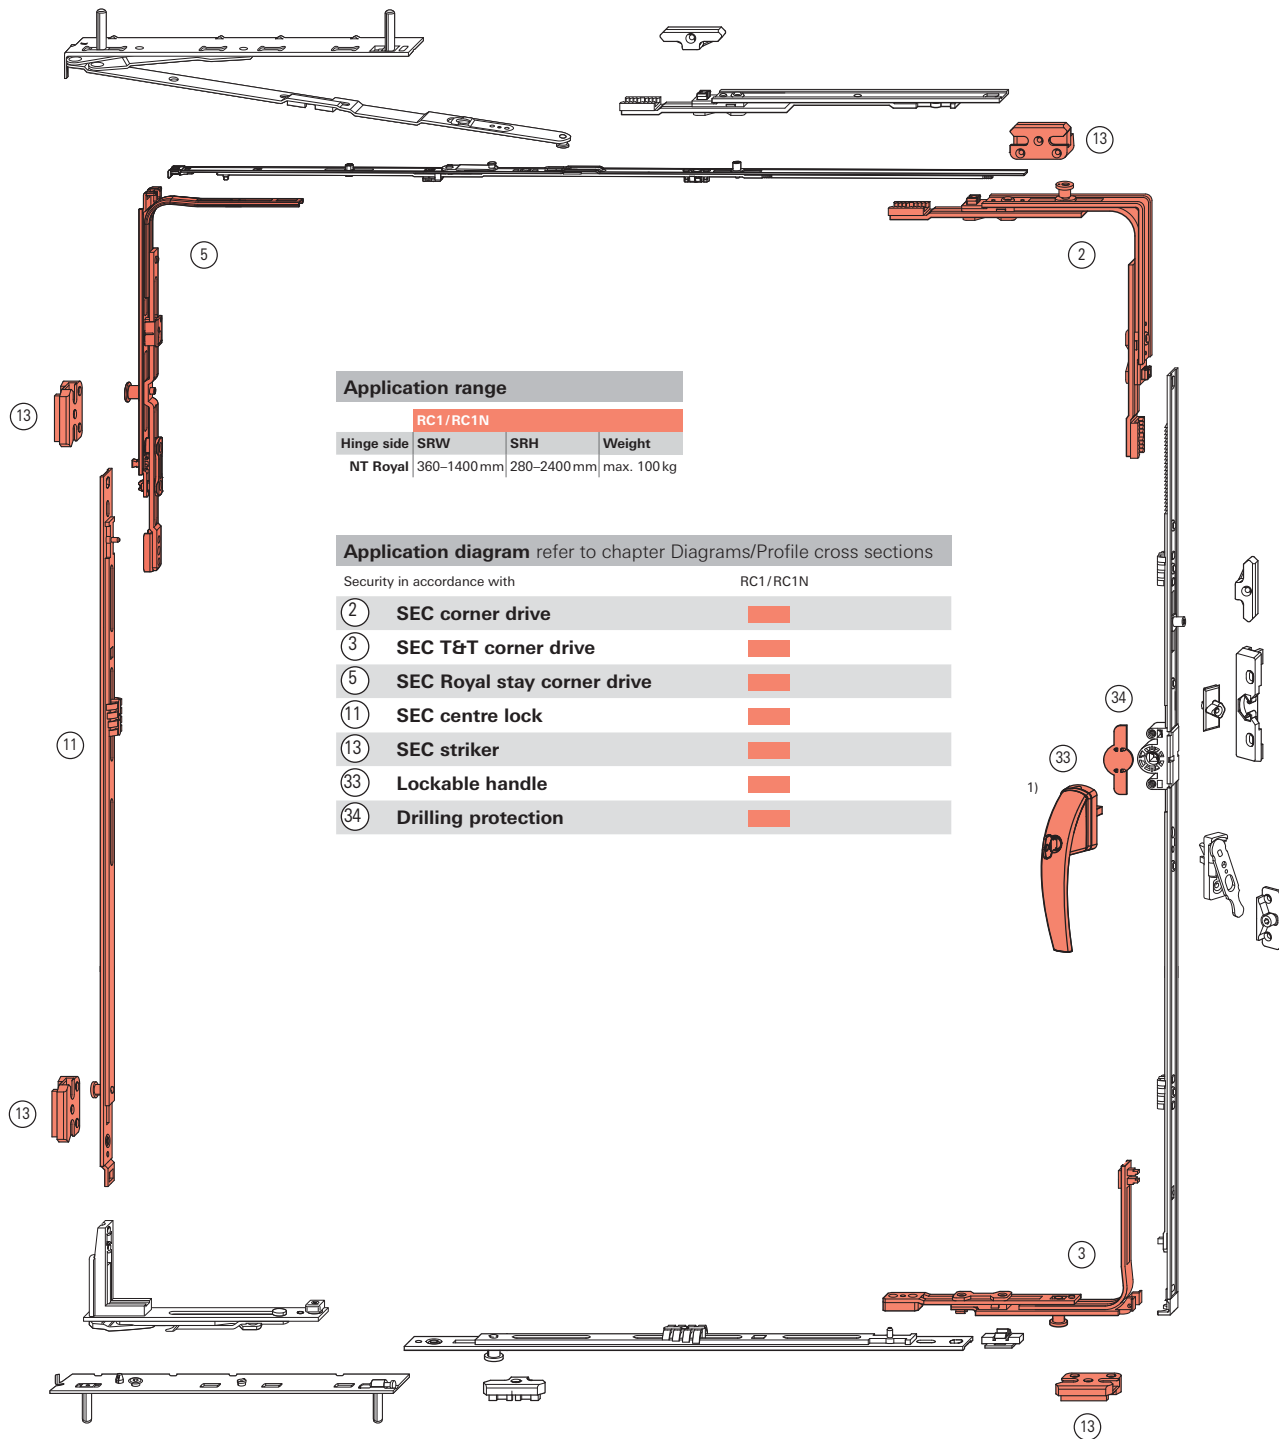 13
5
2
13
Application range
RC1/RC1N
Hinge side SRW SRH Weight
NT Royal 360–1400 mm 280–2400 mm max. 100 kg
Application diagram refer to chapter Diagrams/Profile cross sections
Security in accordance with RC1/RC1N
2 SEC corner drive
3 SEC T&T corner drive
5 SEC Royal stay corner drive
11 SEC centre lock
13 SEC striker
33 Lockable handle
34 Drilling protection
34
11
33
1)
13
3
13